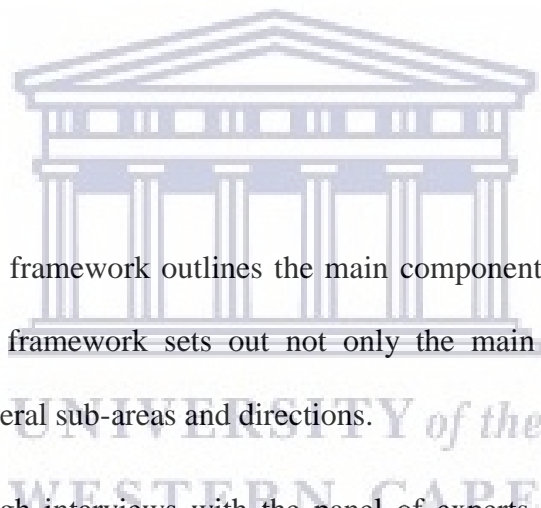 framework outlines the main component
framework sets out not only the main
eral sub-areas and directions.
UNIVERSITY of the
gh interviews with the panel of experts
WESTERN CAPE